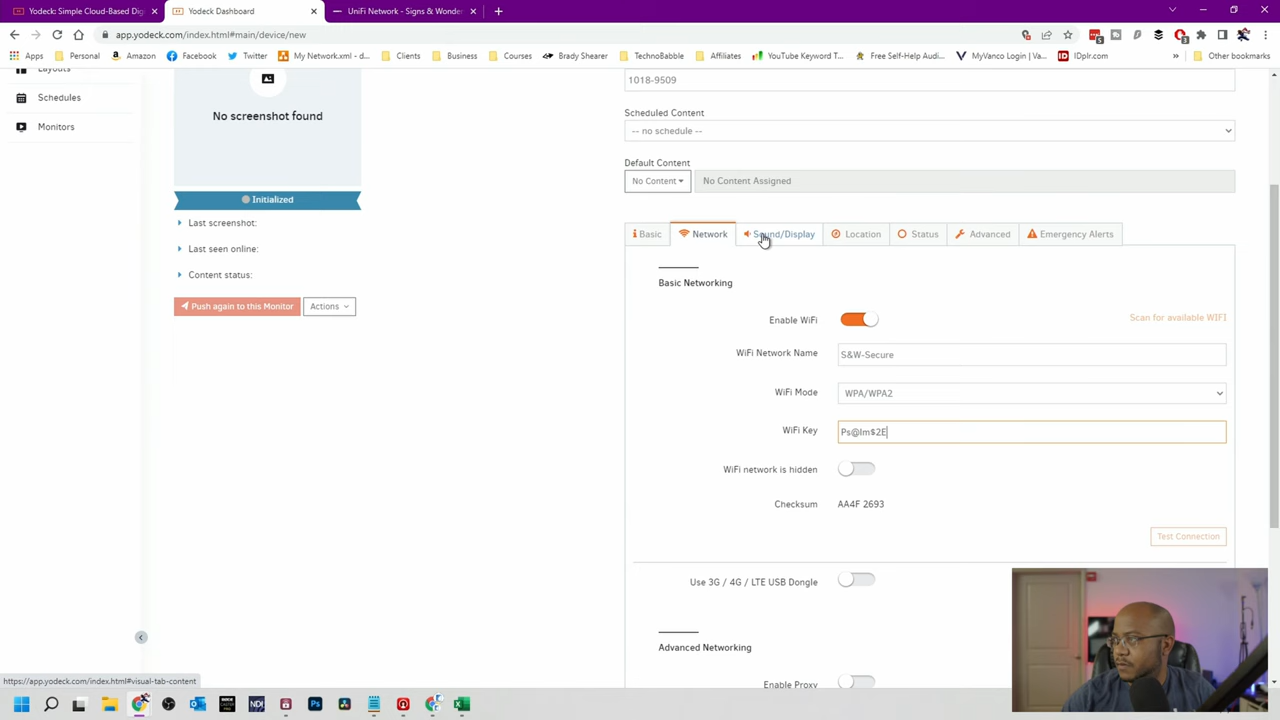 Yodeck: Simple Cloud-Based Digi
Yodeck Dashboard
UniFi Network - Signs & Wonder
app.yodeck.com/index.html#main/device/new
Apps
Personal
Amazon
Facebook
Twitter
My Network.xml - d...
Clients
Business
Courses
Brady Shearer
TechnoBabble
Affiliates
YouTube Keyword T...
Free Self-Help Audi...
MyVanco Login | Va...
IDplr.com
Other bookmarks
Layouts
Schedules
Monitors
No screenshot found
Initialized
Last screenshot:
Last seen online:
Content status:
Push again to this Monitor
Actions
1018-9509
Scheduled Content
-- no schedule --
Default Content
No Content
No Content Assigned
Basic
Network
Sound/Display
Location
Status
Advanced
Emergency Alerts
Basic Networking
Enable WiFi
Scan for available WIFI
WiFi Network Name
S&W-Secure
WiFi Mode
WPA/WPA2
WiFi Key
Ps@lm$2E
WiFi network is hidden
Checksum
AA4F 2693
Test Connection
Use 3G / 4G / LTE USB Dongle
Advanced Networking
Enable Proxy
https://app.yodeck.com/index.html#visual-tab-content